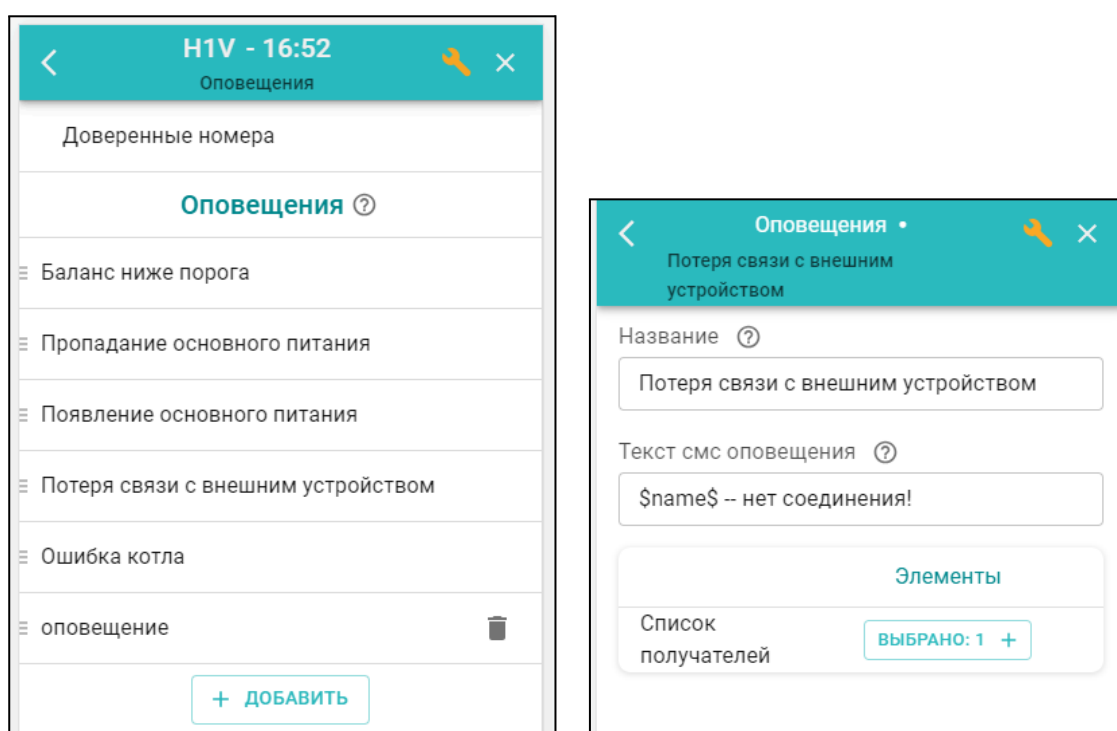 H1V - 16:52
Оповещения
Доверенные номера
Оповещения
Баланс ниже порога
Пропадание основного питания
Появление основного питания
Потеря связи с внешним устройством
Ошибка котла
оповещение
+ ДОБАВИТЬ
Оповещения •
Потеря связи с внешним
устройством
Название
Потеря связи с внешним устройством
Текст смс оповещения
$name$ -- нет соединения!
Элементы
Список
получателей
ВЫБРАНО: 1 +